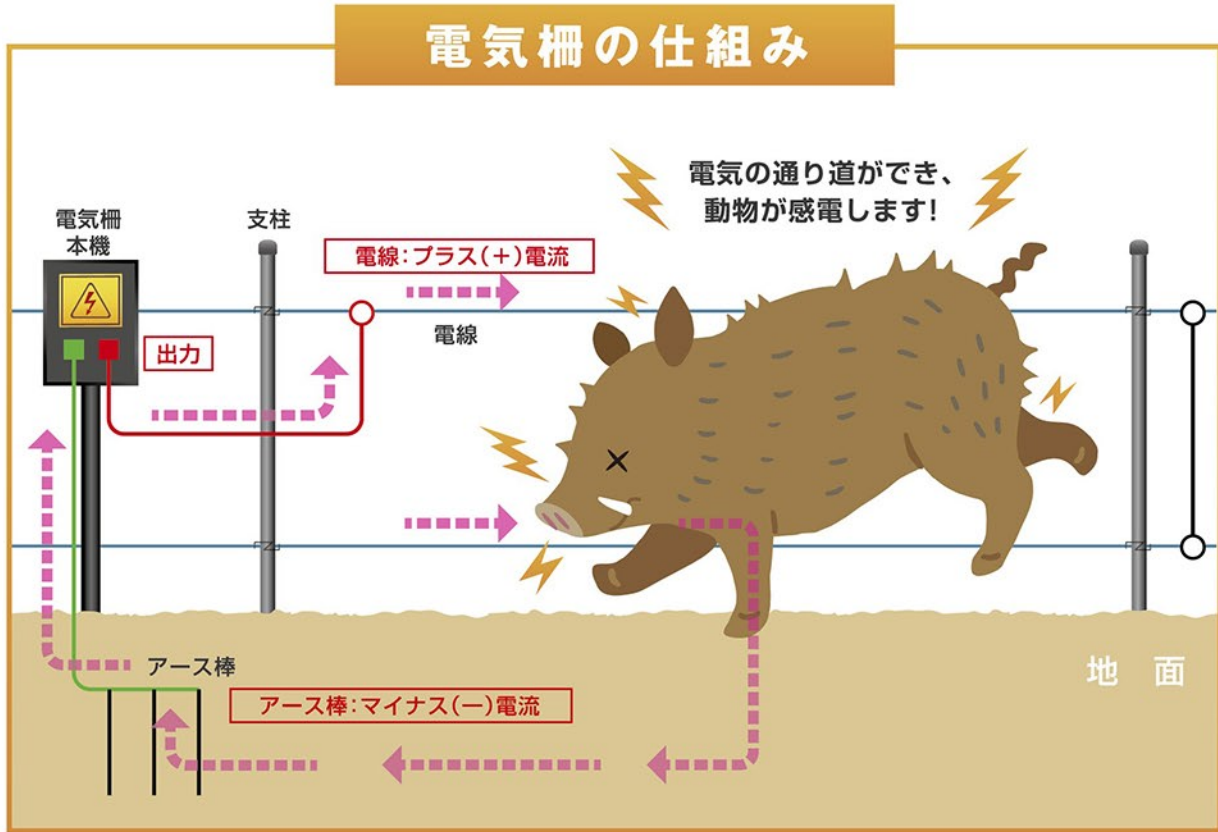 電気柵の仕組み
電気の通り道ができ、
動物が感電します!
電気柵
本機
支柱
電線:プラス(+)電流
電線
出力
アース棒
アース棒:マイナス(ー)電流
地面